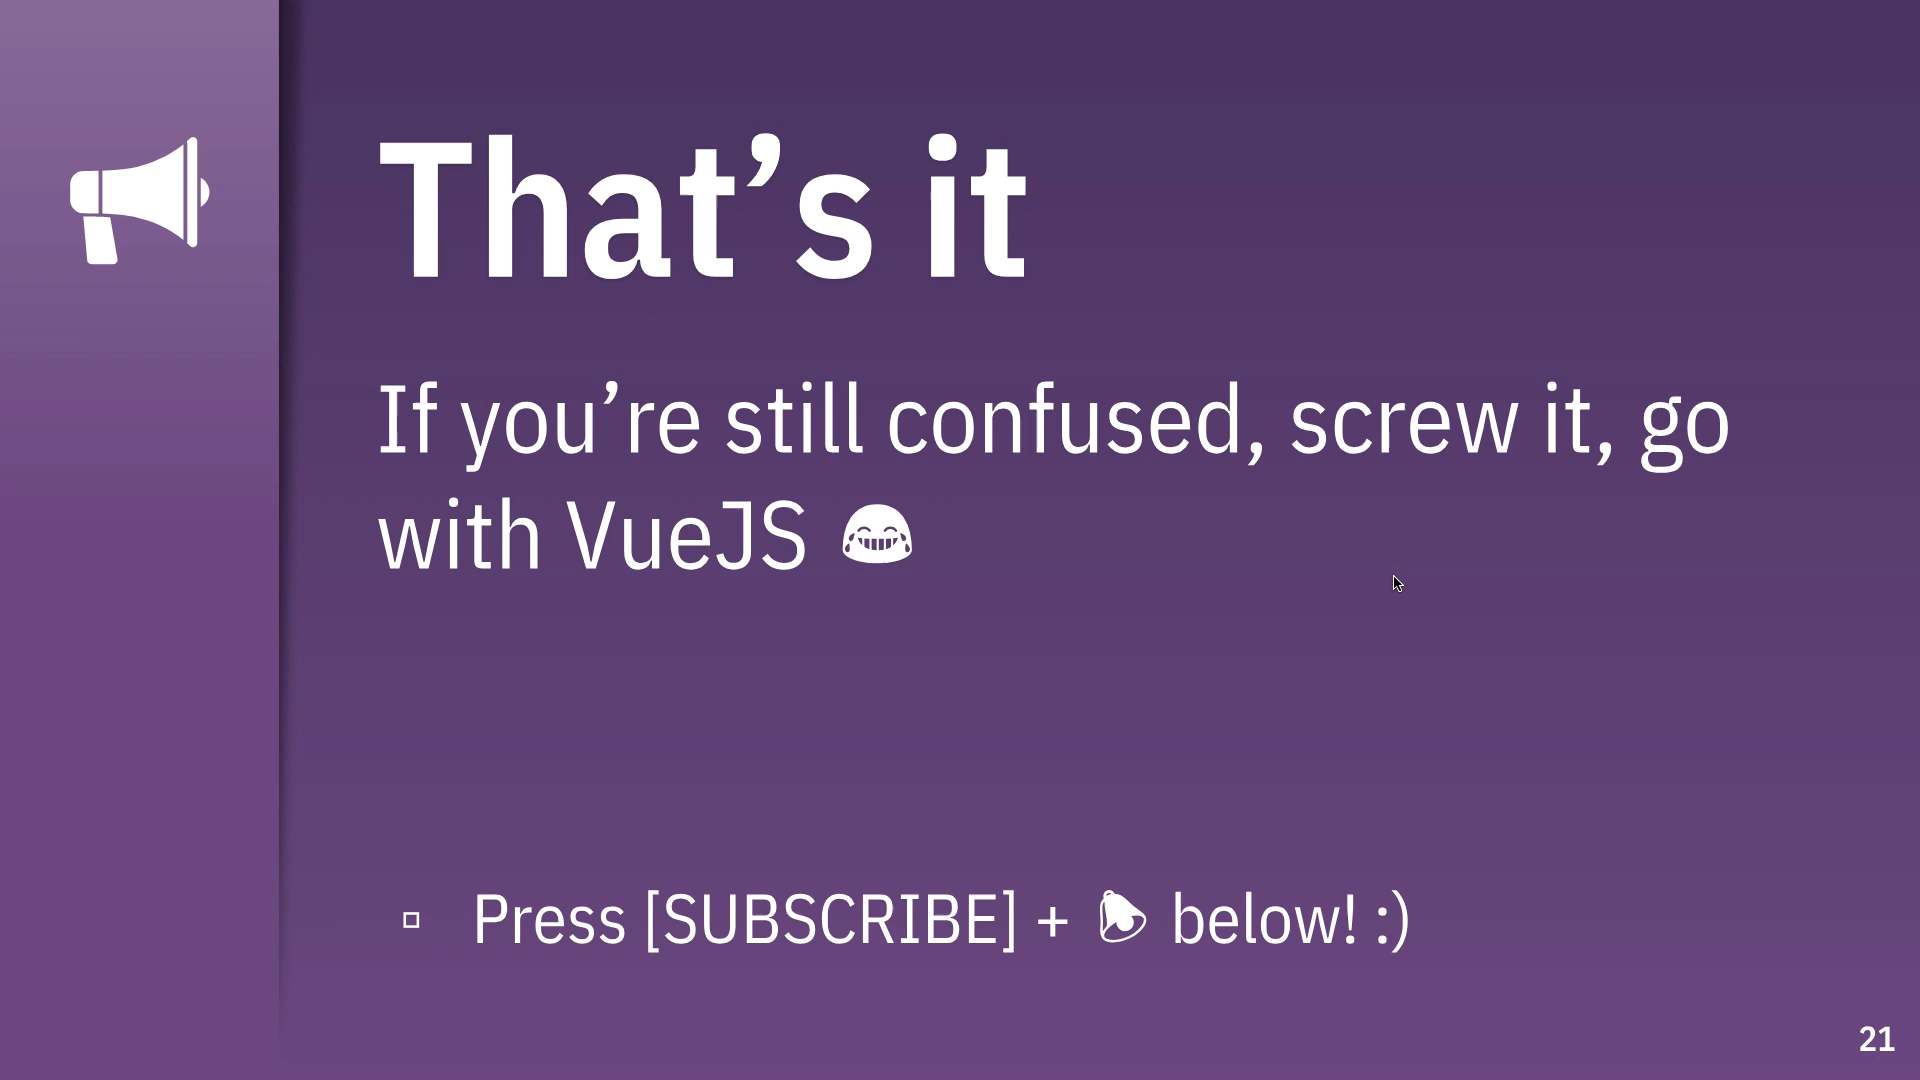 That’s it
If you’re still confused, screw it, go
with VueJS 😂
▫ Press [SUBSCRIBE] + 🔔 below! :)
21